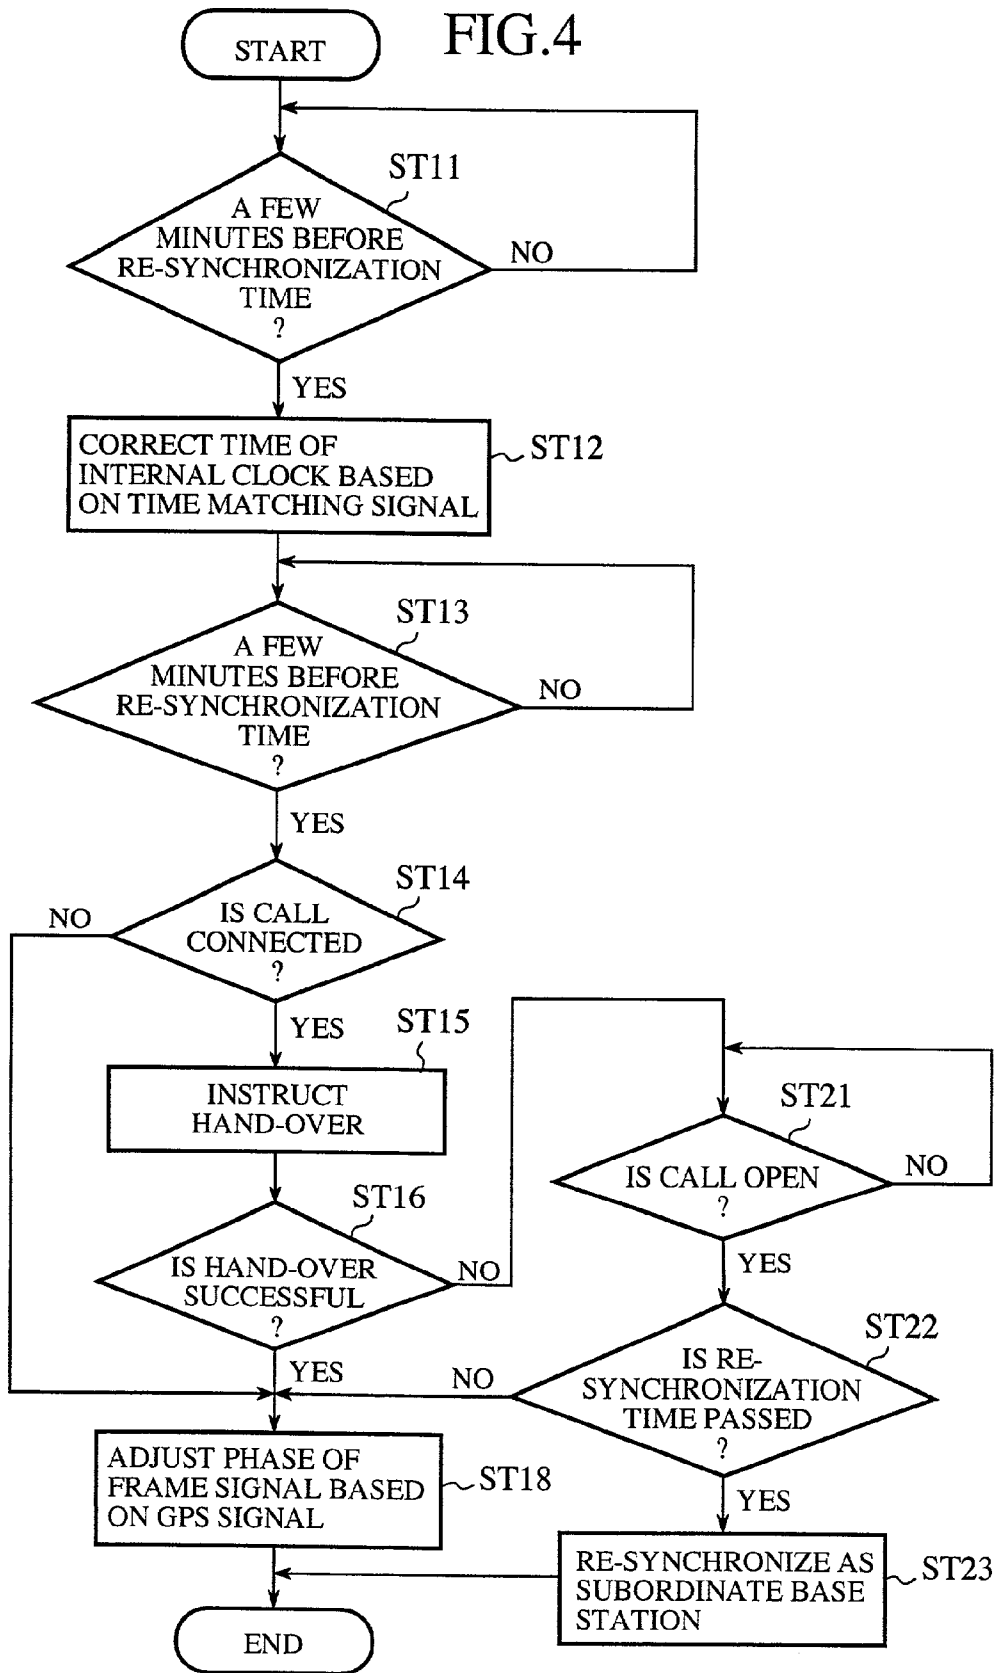 START
FIG.4
ST11
A FEW
MINUTES BEFORE
RE-SYNCHRONIZATION
TIME
?
NO
YES
CORRECT TIME OF
INTERNAL CLOCK BASED
ON TIME MATCHING SIGNAL
ST12
ST13
A FEW
MINUTES BEFORE
RE-SYNCHRONIZATION
TIME
?
NO
YES
ST14
IS CALL
CONNECTED
?
NO
YES
ST15
INSTRUCT
HAND-OVER
ST16
IS HAND-OVER
SUCCESSFUL
?
NO
YES
ST21
IS CALL OPEN
?
NO
YES
ST22
IS RE-
SYNCHRONIZATION
TIME PASSED
?
NO
YES
ADJUST PHASE OF
FRAME SIGNAL BASED
ON GPS SIGNAL
ST18
RE-SYNCHRONIZE AS
SUBORDINATE BASE
STATION
ST23
END